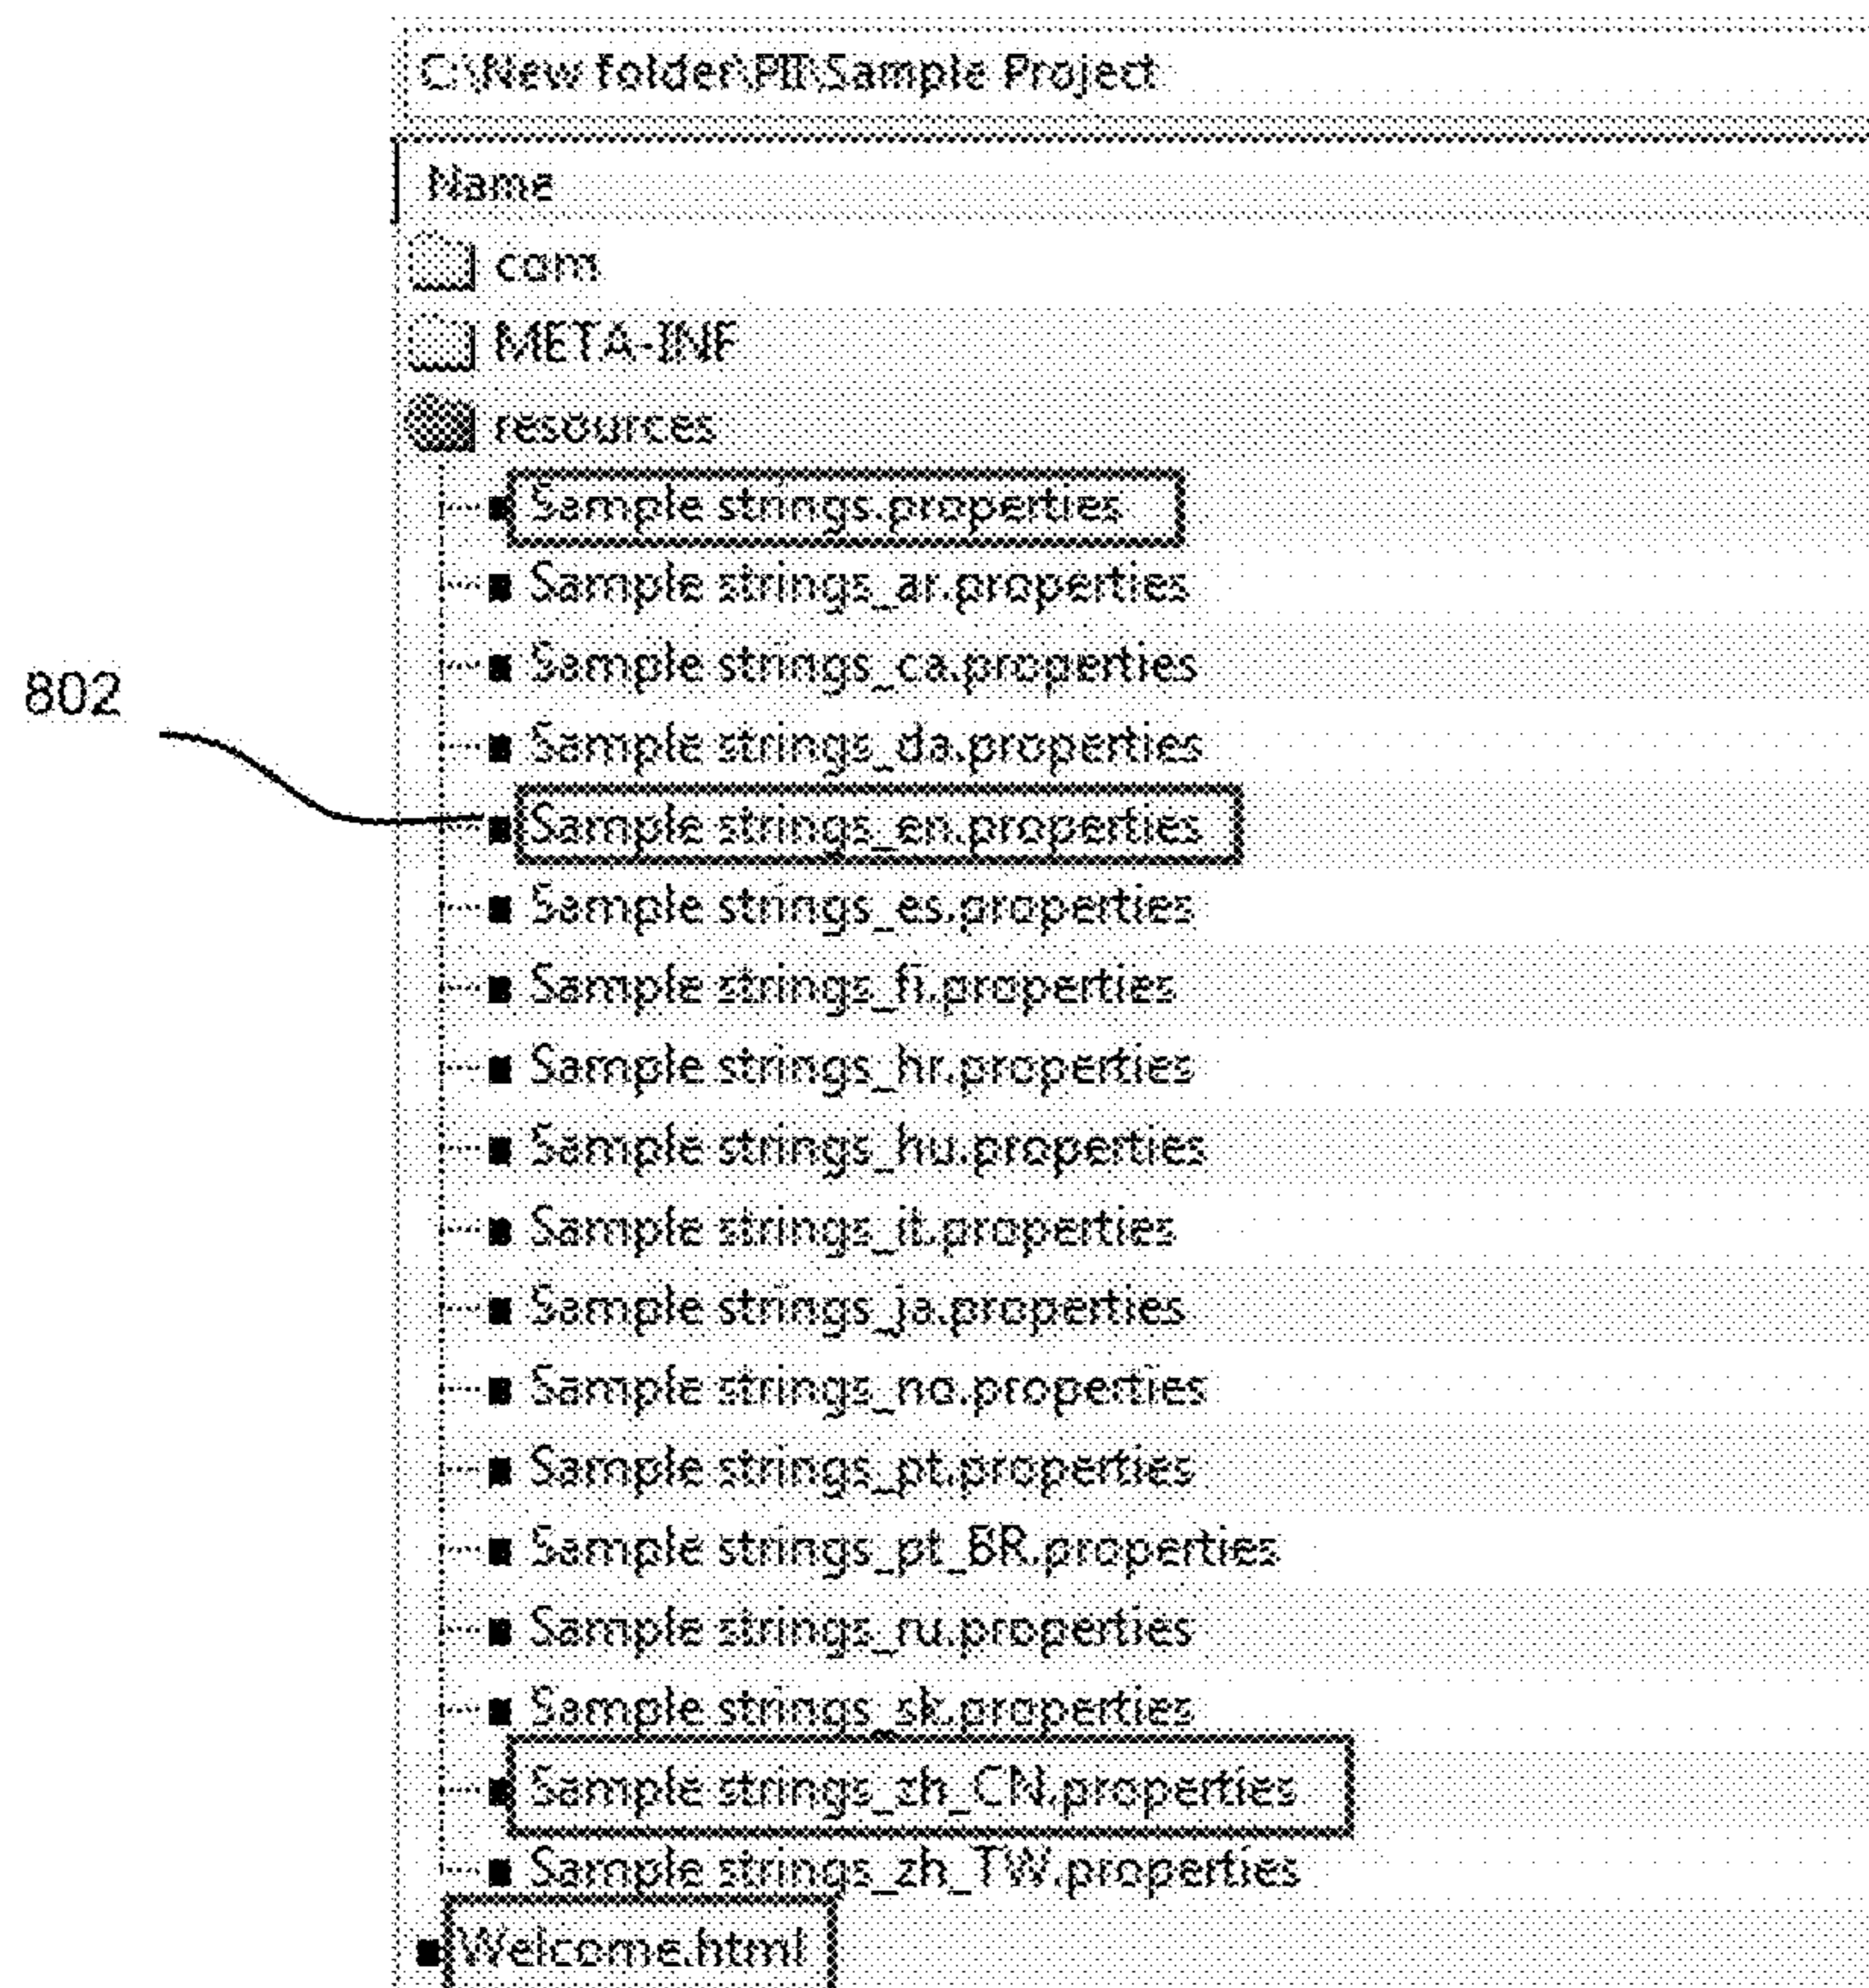 C:\New folder\PII\Sample Project
Name
com
META-INF
resources
Sample strings.properties
Sample strings_ar.properties
Sample strings_ca.properties
Sample strings_da.properties
802
Sample strings_en.properties
Sample strings_es.properties
Sample strings_fi.properties
Sample strings_hr.properties
Sample strings_hu.properties
Sample strings_it.properties
Sample strings_ja.properties
Sample strings_no.properties
Sample strings_pt.properties
Sample strings_pt_BR.properties
Sample strings_ru.properties
Sample strings_sk.properties
Sample strings_zh_CN.properties
Sample strings_zh_TW.properties
Welcome.html